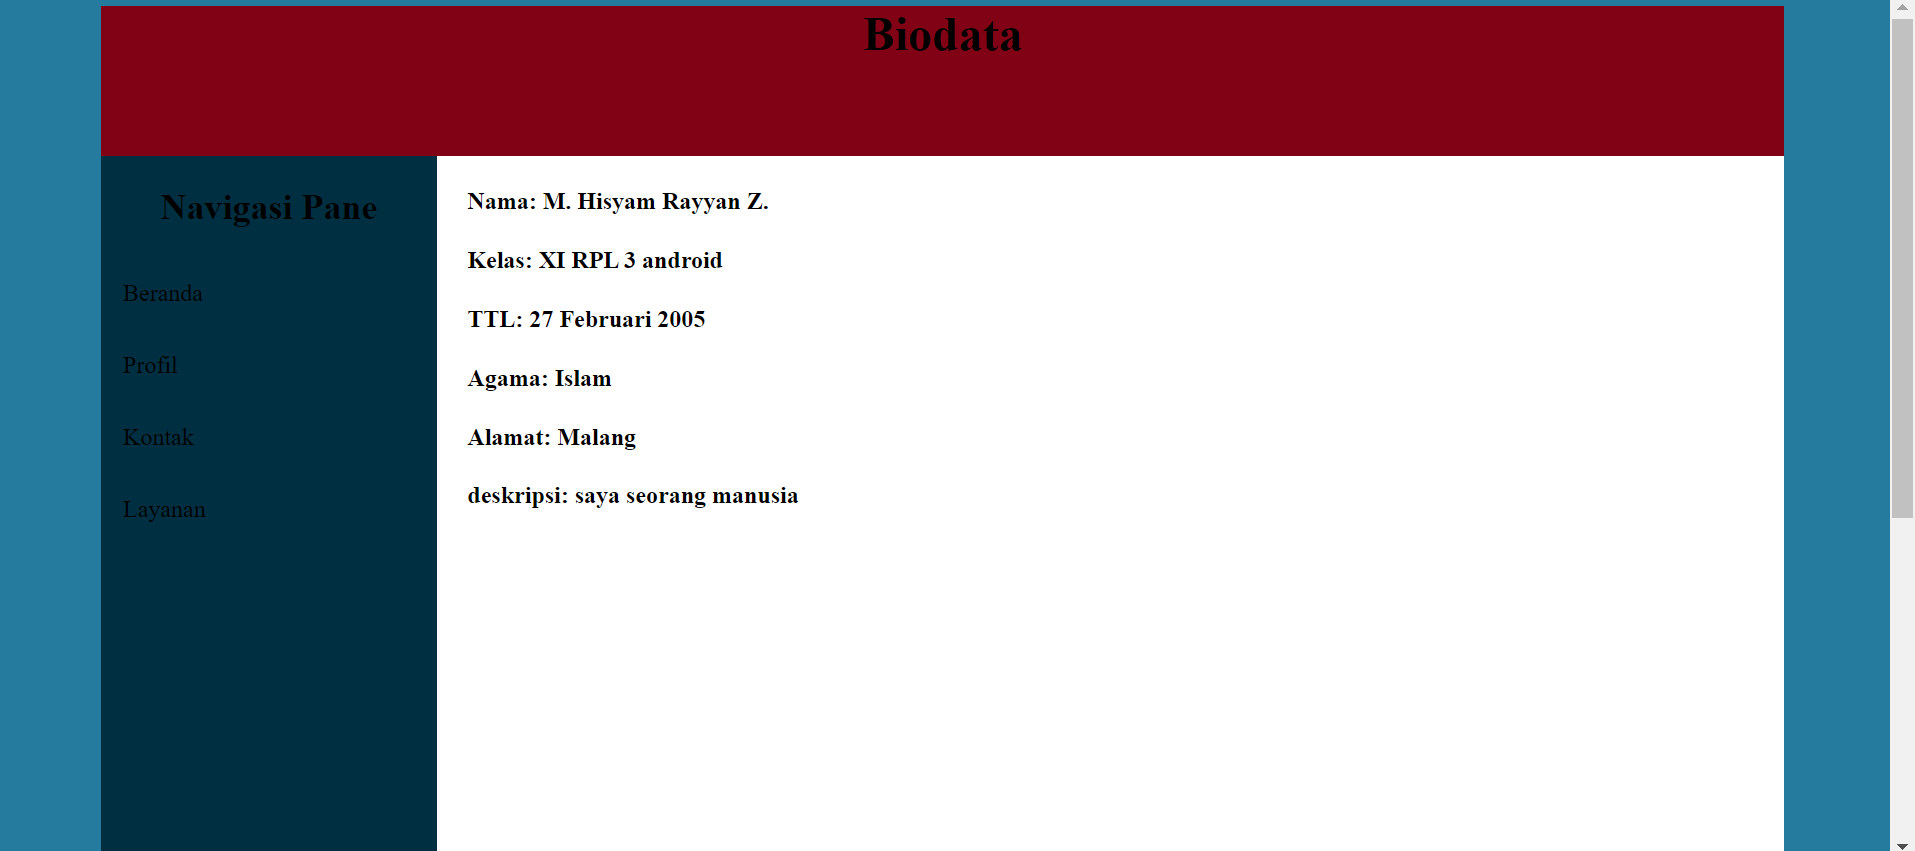 Biodata
Navigasi Pane
Beranda
Profil
Kontak
Layanan
Nama: M. Hisyam Rayyan Z.
Kelas: XI RPL 3 android
TTL: 27 Februari 2005
Agama: Islam
Alamat: Malang
deskripsi: saya seorang manusia